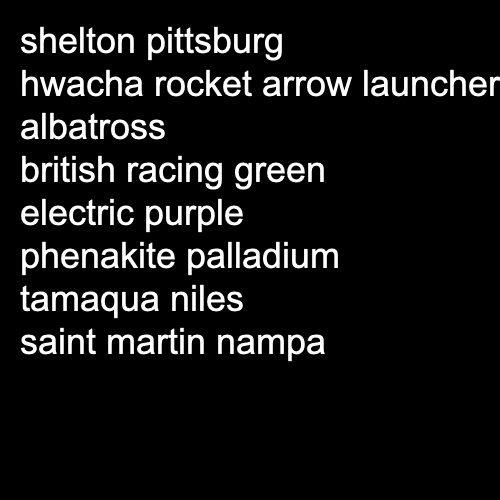 shelton pittsburg
hwacha rocket arrow launcher
albatross
british racing green
electric purple
phenakite palladium
tamaqua niles
saint martin nampa